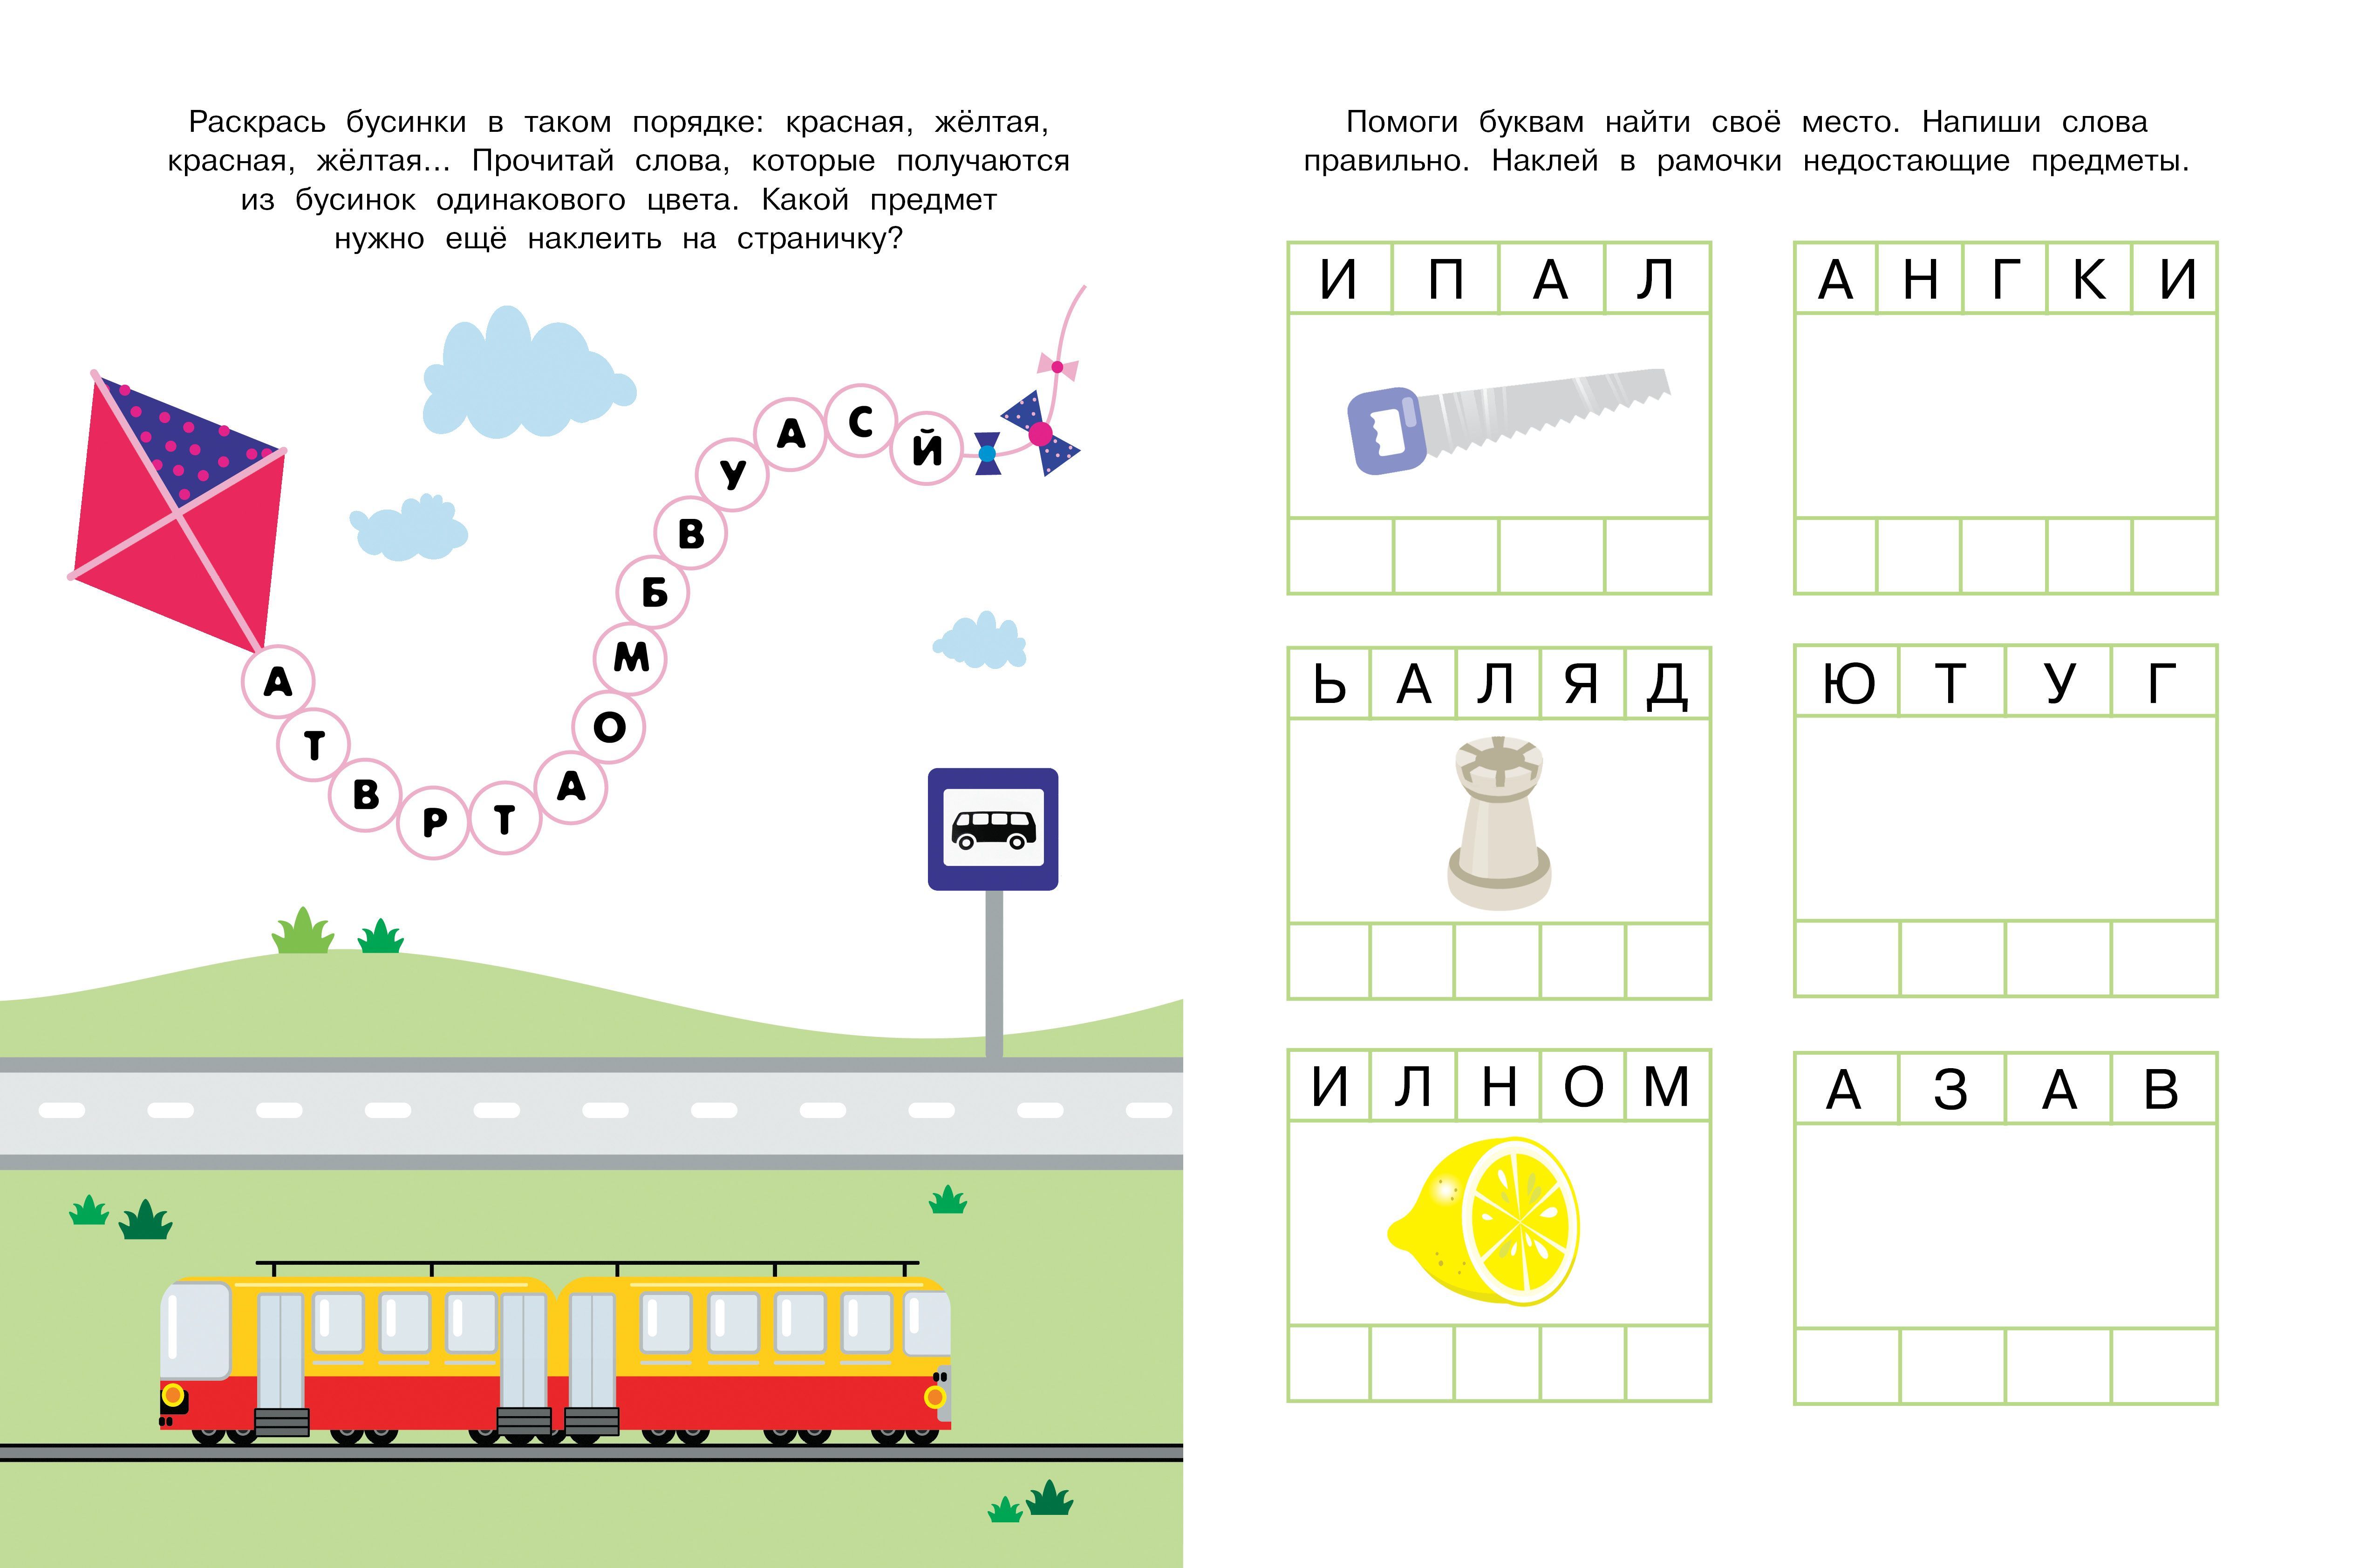 Раскрась бусинки в таком порядке: красная, жёлтая,
красная, жёлтая... Прочитай слова, которые получаются
из бусинок одинакового цвета. Какой предмет
нужно ещё наклеить на страничку?
А Т В Р Т А О М Б В У А С Й
Помоги буквам найти своё место. Напиши слова
правильно. Наклей в рамочки недостающие предметы.
И П А Л
А Н Г К И
Ь А Л Я Д
Ю Т У Г
И Л Н О М
А З А В